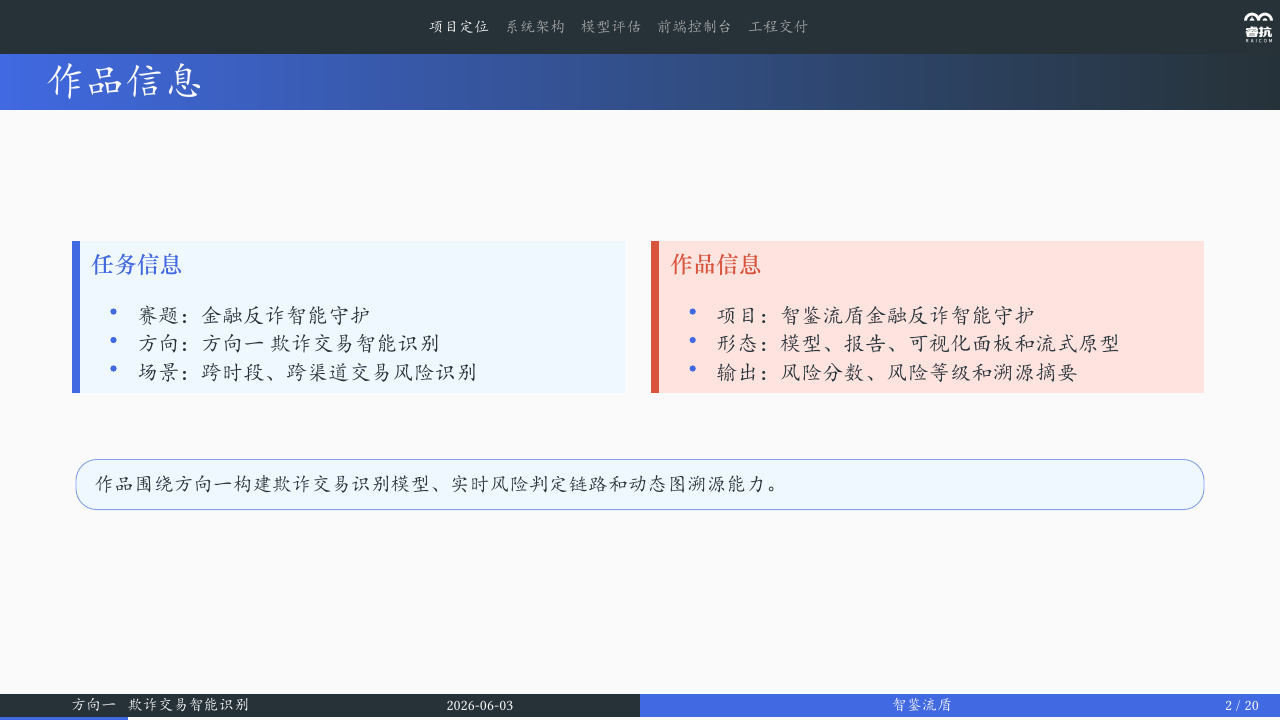 项目定位 系统架构 模型评估 前端控制台 工程交付
睿抗
RAICOM
作品信息
任务信息
• 赛题：金融反诈智能守护
• 方向：方向一 欺诈交易智能识别
• 场景：跨时段、跨渠道交易风险识别
作品信息
• 项目：智鉴流盾金融反诈智能守护
• 形态：模型、报告、可视化面板和流式原型
• 输出：风险分数、风险等级和溯源摘要
作品围绕方向一构建欺诈交易识别模型、实时风险判定链路和动态图溯源能力。
方向一 欺诈交易智能识别 2026-06-03 智鉴流盾 2 / 20